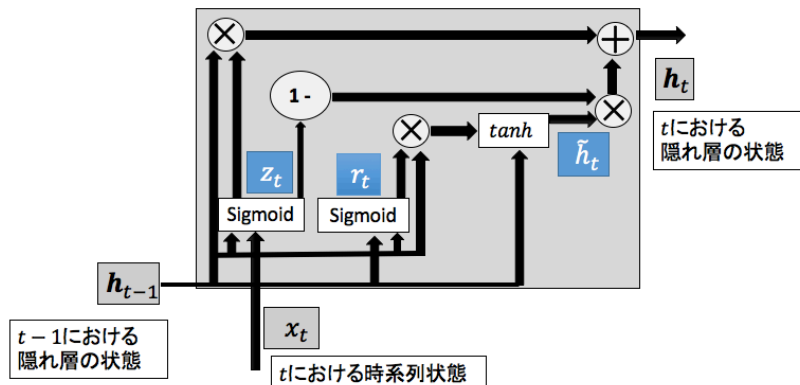 ×
+
1 -
×
×
tanh
h_t
tにおける
隠れ層の状態
z_t
r_t
h̃_t
Sigmoid
Sigmoid
h_{t−1}
t − 1における
隠れ層の状態
x_t
tにおける時系列状態